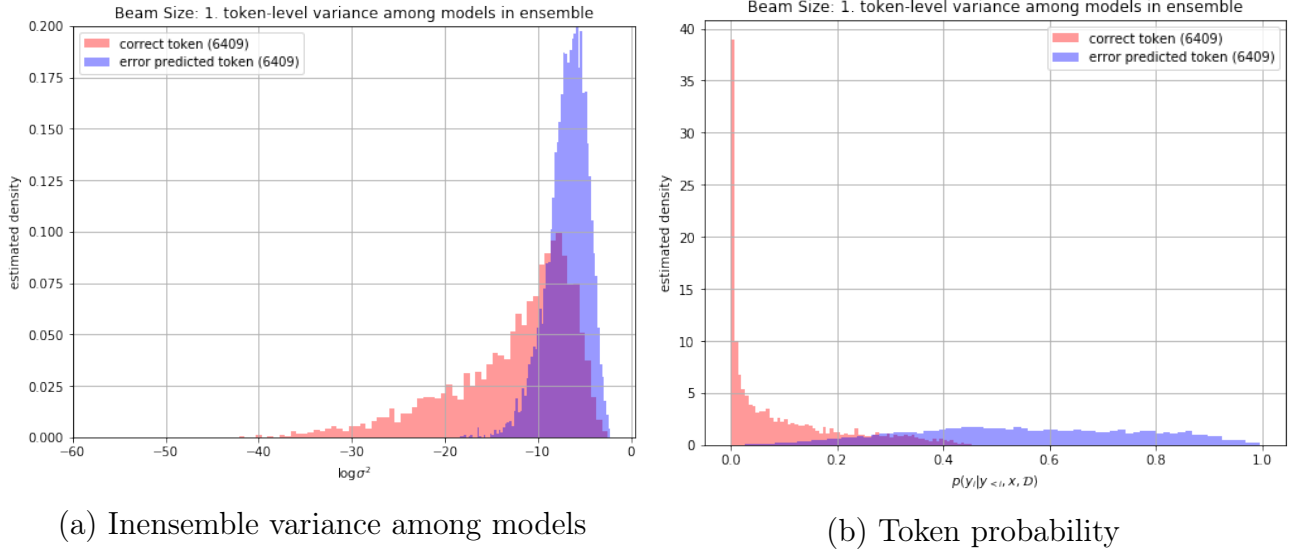 Beam Size: 1. token-level variance among models in ensemble
correct token (6409)
error predicted token (6409)
0.200
0.175
0.150
0.125
0.100
0.075
0.050
0.025
0.000
estimated density
−60
−50
−40
−30
−20
−10
0
log σ²
(a) Inensemble variance among models
Beam Size: 1. token-level variance among models in ensemble
correct token (6409)
error predicted token (6409)
40
35
30
25
20
15
10
5
0
estimated density
0.0
0.2
0.4
0.6
0.8
1.0
p(y_i|y_{<i}, x, 𝒟)
(b) Token probability